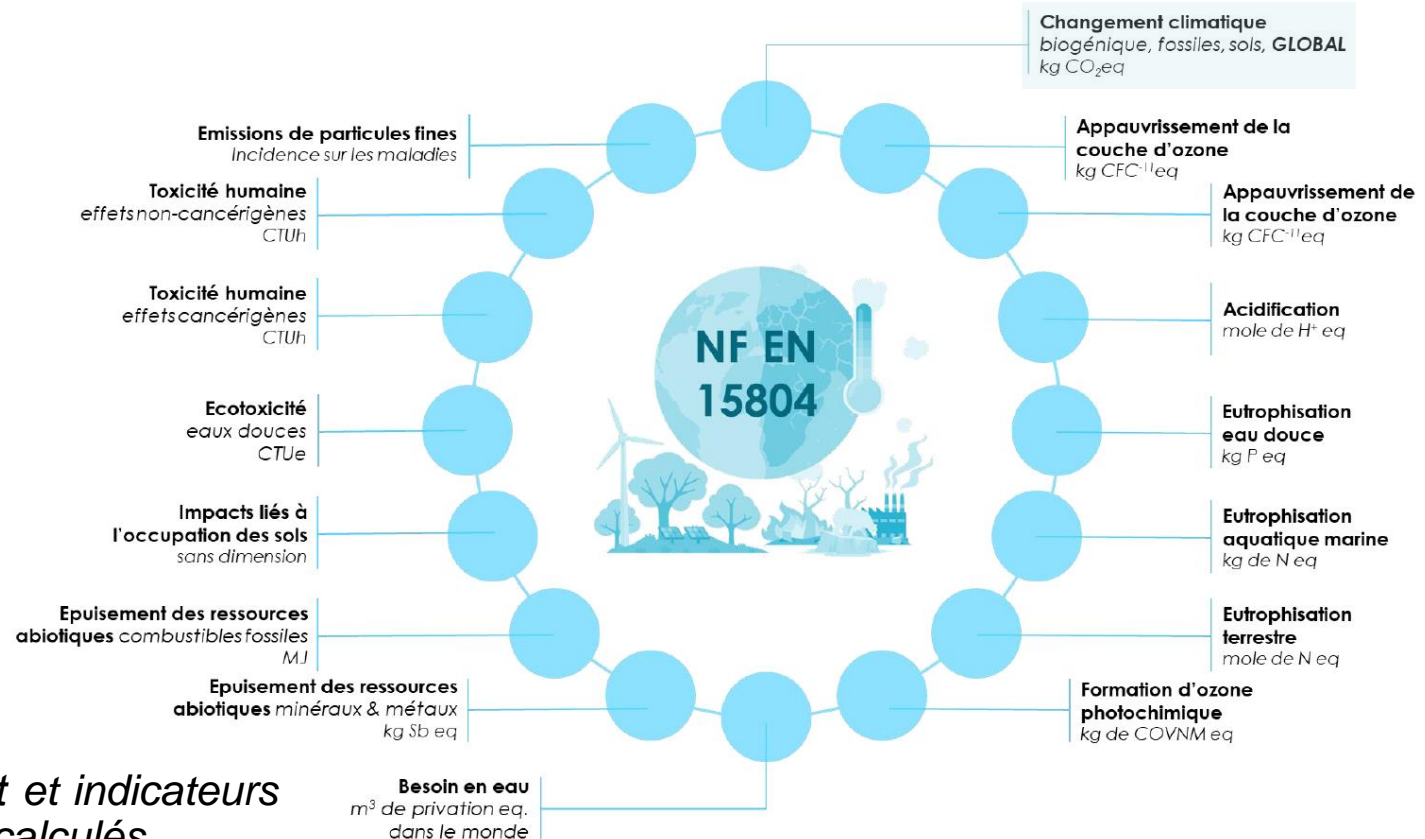 Changement climatique
biogénique, fossiles, sols, GLOBAL
kg CO₂eq
Appauvrissement de la
couche d'ozone
kg CFC⁻¹¹eq
Appauvrissement de
la couche d'ozone
kg CFC⁻¹¹eq
Acidification
mole de H⁺ eq
Eutrophisation
eau douce
kg P eq
Eutrophisation
aquatique marine
kg de N eq
Eutrophisation
terrestre
mole de N eq
Formation d'ozone
photochimique
kg de COVNM eq
Besoin en eau
m³ de privation eq.
dans le monde
Epuisement des ressources
abiotiques minéraux & métaux
kg Sb eq
Epuisement des ressources
abiotiques combustibles fossiles
MJ
Impacts liés à
l'occupation des sols
sans dimension
Ecotoxicité
eaux douces
CTUe
Toxicité humaine
effets cancérigènes
CTUh
Toxicité humaine
effets non-cancérigènes
CTUh
Emissions de particules fines
Incidence sur les maladies
NF EN
15804
et indicateurs
calculés